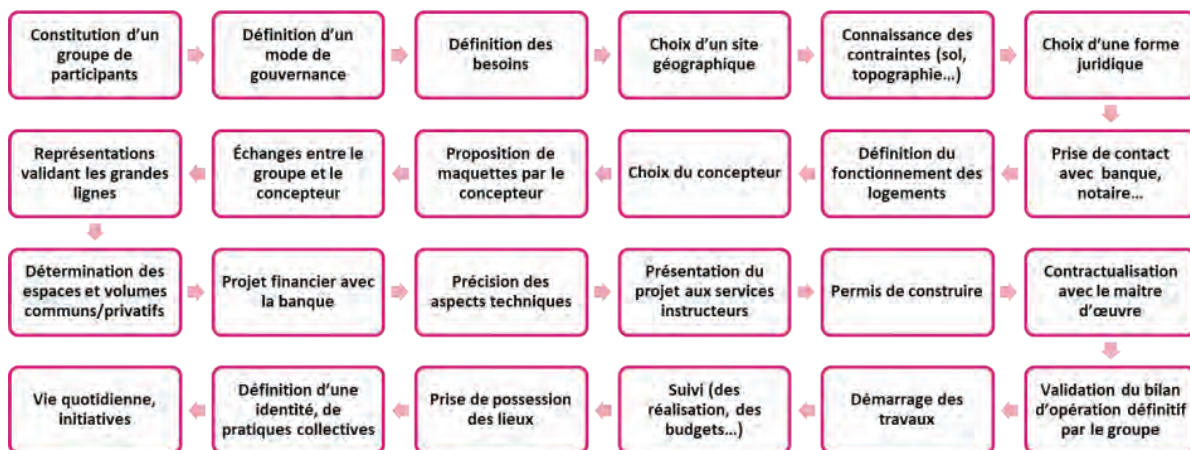 Constitution d'un
groupe de
participants
Définition d'un
mode de
gouvernance
Définition des
besoins
Choix d'un site
géographique
Connaissance des
contraintes (sol,
topographie…)
Choix d'une forme
juridique
Prise de contact
avec banque,
notaire…
Définition du
fonctionnement des
logements
Choix du concepteur
Proposition de
maquettes par le
concepteur
Échanges entre le
groupe et le
concepteur
Représentations
validant les grandes
lignes
Détermination des
espaces et volumes
communs/privatifs
Projet financier avec
la banque
Précision des
aspects techniques
Présentation du
projet aux services
instructeurs
Permis de construire
Contractualisation
avec le maitre
d'œuvre
Validation du bilan
d'opération définitif
par le groupe
Démarrage des
travaux
Suivi (des
réalisation, des
budgets…)
Prise de possession
des lieux
Définition d'une
identité, de
pratiques collectives
Vie quotidienne,
initiatives